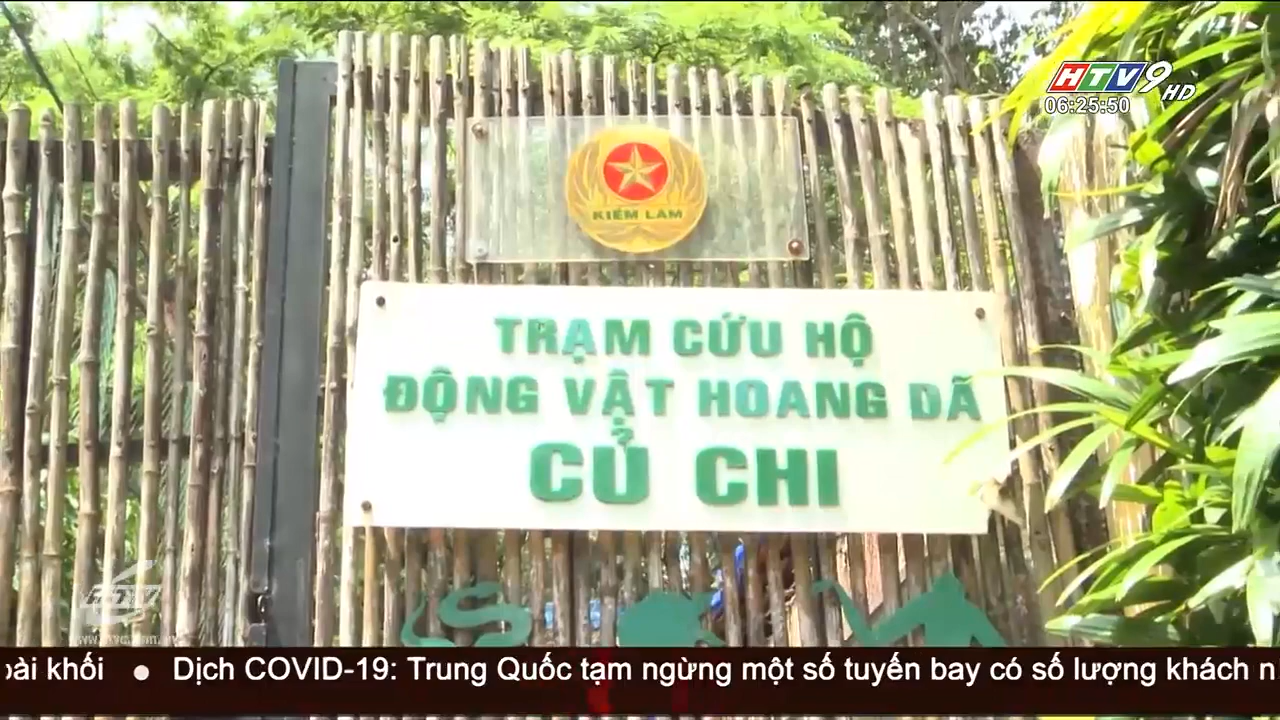 HTV9 HD
06:25:50
KIỂM LÂM
TRẠM CỨU HỘ
ĐỘNG VẬT HOANG DÃ
CỦ CHI
khối ● Dịch COVID-19: Trung Quốc tạm ngừng một số tuyến bay có số lượng khách